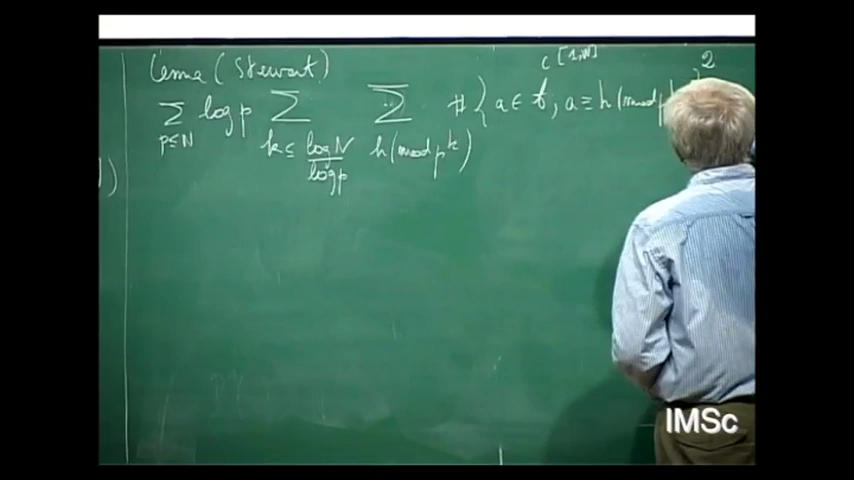 Lemma (Stewart)
⊂ [1,N]
∑ log p ∑ ∑ # { a ∈ t, a ≡ h (mod p^k) }^2
p≤N k ≤ log N / log p h (mod p^k)
)
IMSc